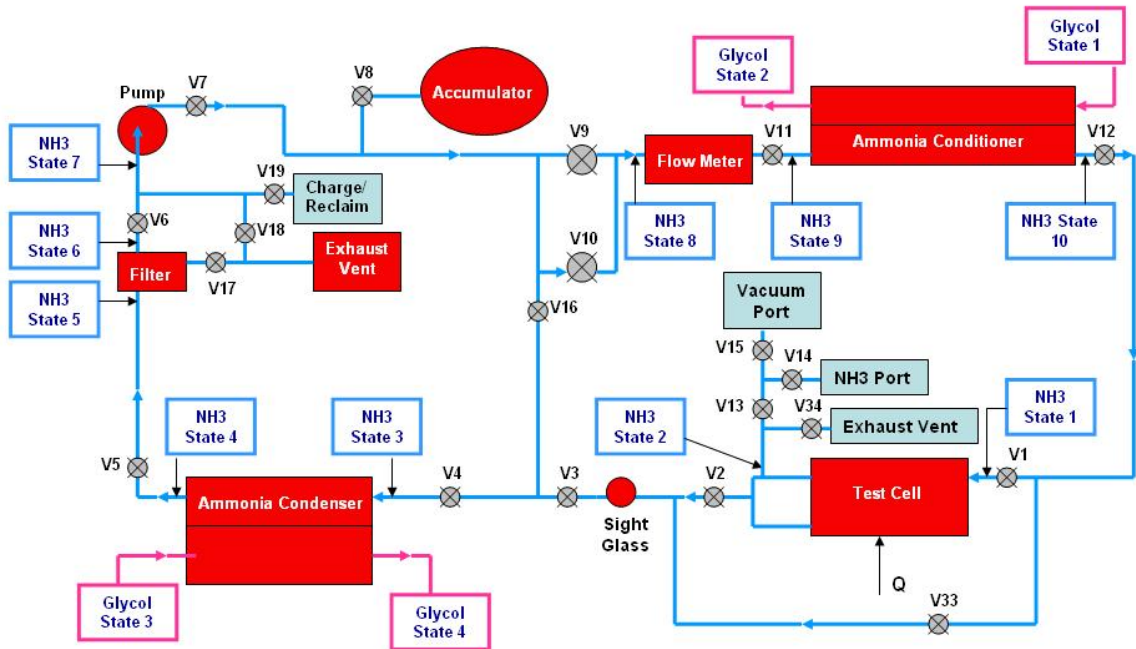 Glycol
State 1
Glycol
State 2
V8
Accumulator
V7
Pump
V9
V11
Ammonia Conditioner
V12
Flow Meter
NH3
State 7
V19
Charge/
Reclaim
V6
V18
NH3
State 6
Exhaust
Vent
Filter
V17
V10
NH3
State 8
NH3
State 9
NH3 State
10
NH3
State 5
V16
Vacuum
Port
V15
V14
NH3 Port
V13
V34
Exhaust Vent
NH3
State 4
NH3
State 3
NH3
State 2
NH3
State 1
V5
V4
V3
V2
V1
Ammonia Condenser
Test Cell
Sight
Glass
Q
V33
Glycol
State 3
Glycol
State 4